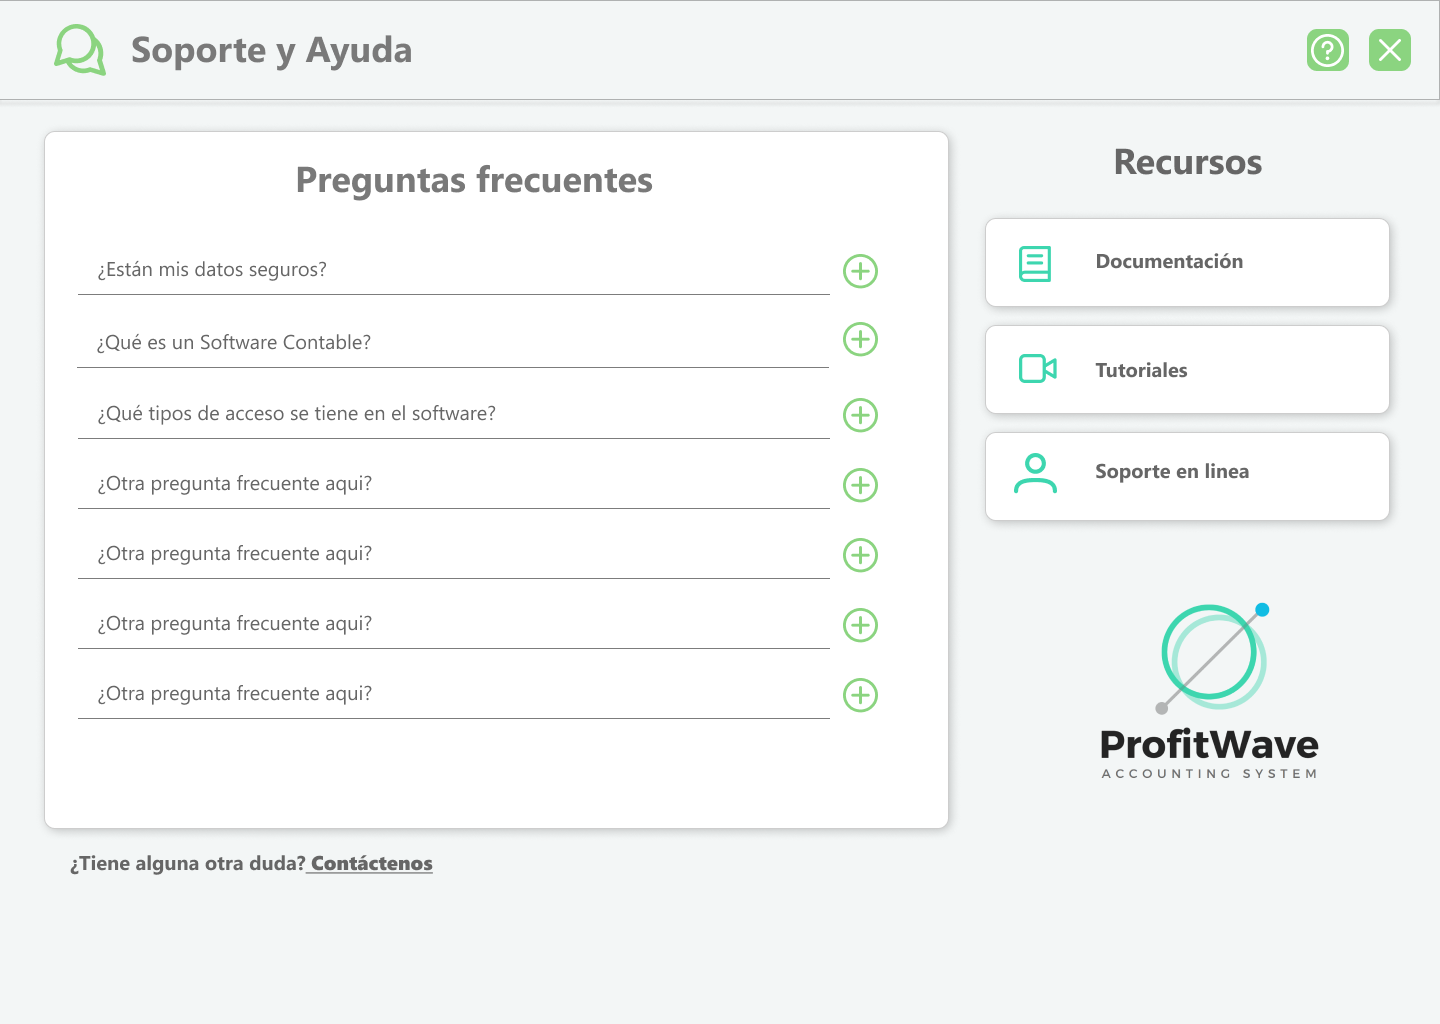 Soporte y Ayuda
Preguntas frecuentes
¿Están mis datos seguros?
¿Qué es un Software Contable?
¿Qué tipos de acceso se tiene en el software?
¿Otra pregunta frecuente aqui?
¿Otra pregunta frecuente aqui?
¿Otra pregunta frecuente aqui?
¿Otra pregunta frecuente aqui?
¿Tiene alguna otra duda? Contáctenos
Recursos
Documentación
Tutoriales
Soporte en linea
ProfitWave
ACCOUNTING SYSTEM